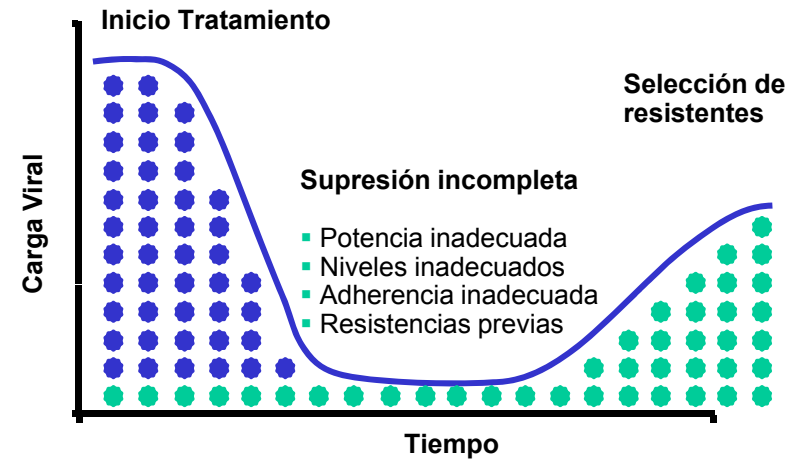 Inicio Tratamiento
Selección de
resistentes
Carga Viral
Supresión incompleta
▪ Potencia inadecuada
▪ Niveles inadecuados
▪ Adherencia inadecuada
▪ Resistencias previas
Tiempo